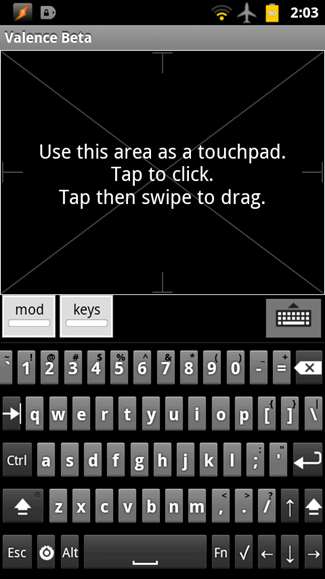 2:03
Valence Beta
Use this area as a touchpad.
Tap to click.
Tap then swipe to drag.
mod keys
~ ` ! 1 @ 2 # 3 $ 4 % 5 ^ 6 & 7 * 8 ( 9 ) 0 _ - + =
q w e r t y u i o p { [ } ] | \
Ctrl a s d f g h j k l : ; " '
z x c v b n m < , > . ? /
Esc Alt Fn